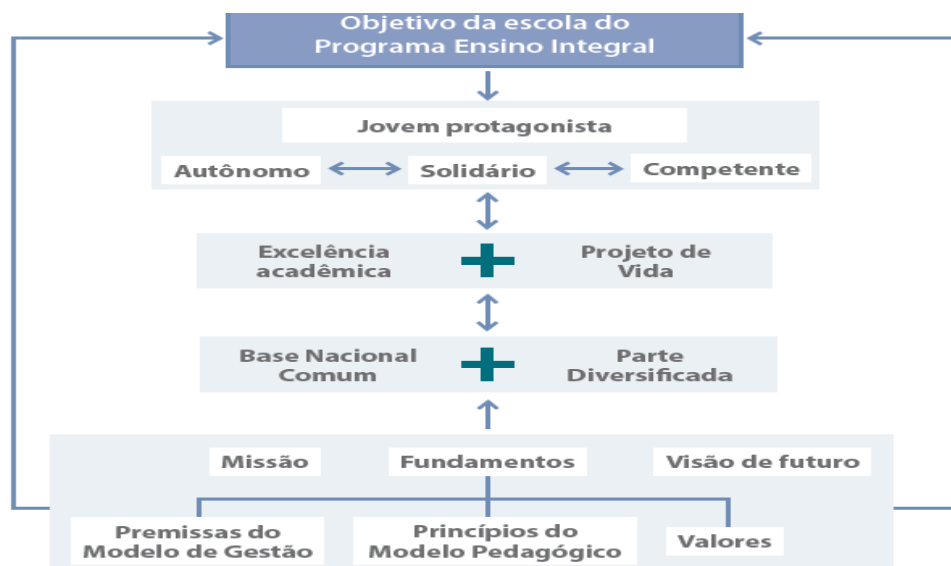 Objetivo da escola do
Programa Ensino Integral
Jovem protagonista
Autônomo
Solidário
Competente
Excelência
acadêmica
Projeto de
Vida
Base Nacional
Comum
Parte
Diversificada
Missão
Fundamentos
Visão de futuro
Premissas do
Modelo de Gestão
Princípios do
Modelo Pedagógico
Valores